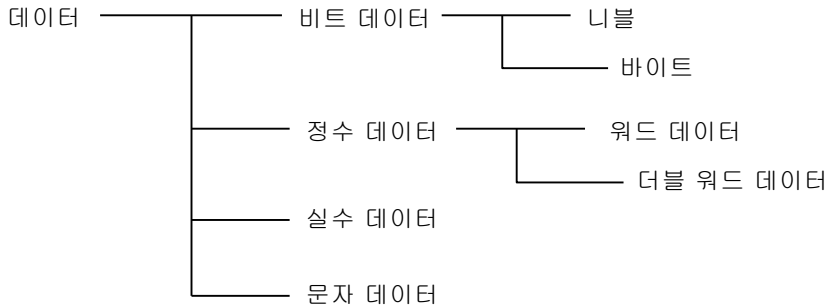 데이터 비트 데이터 니블
바이트
정수 데이터 워드 데이터
더블 워드 데이터
실수 데이터
문자 데이터